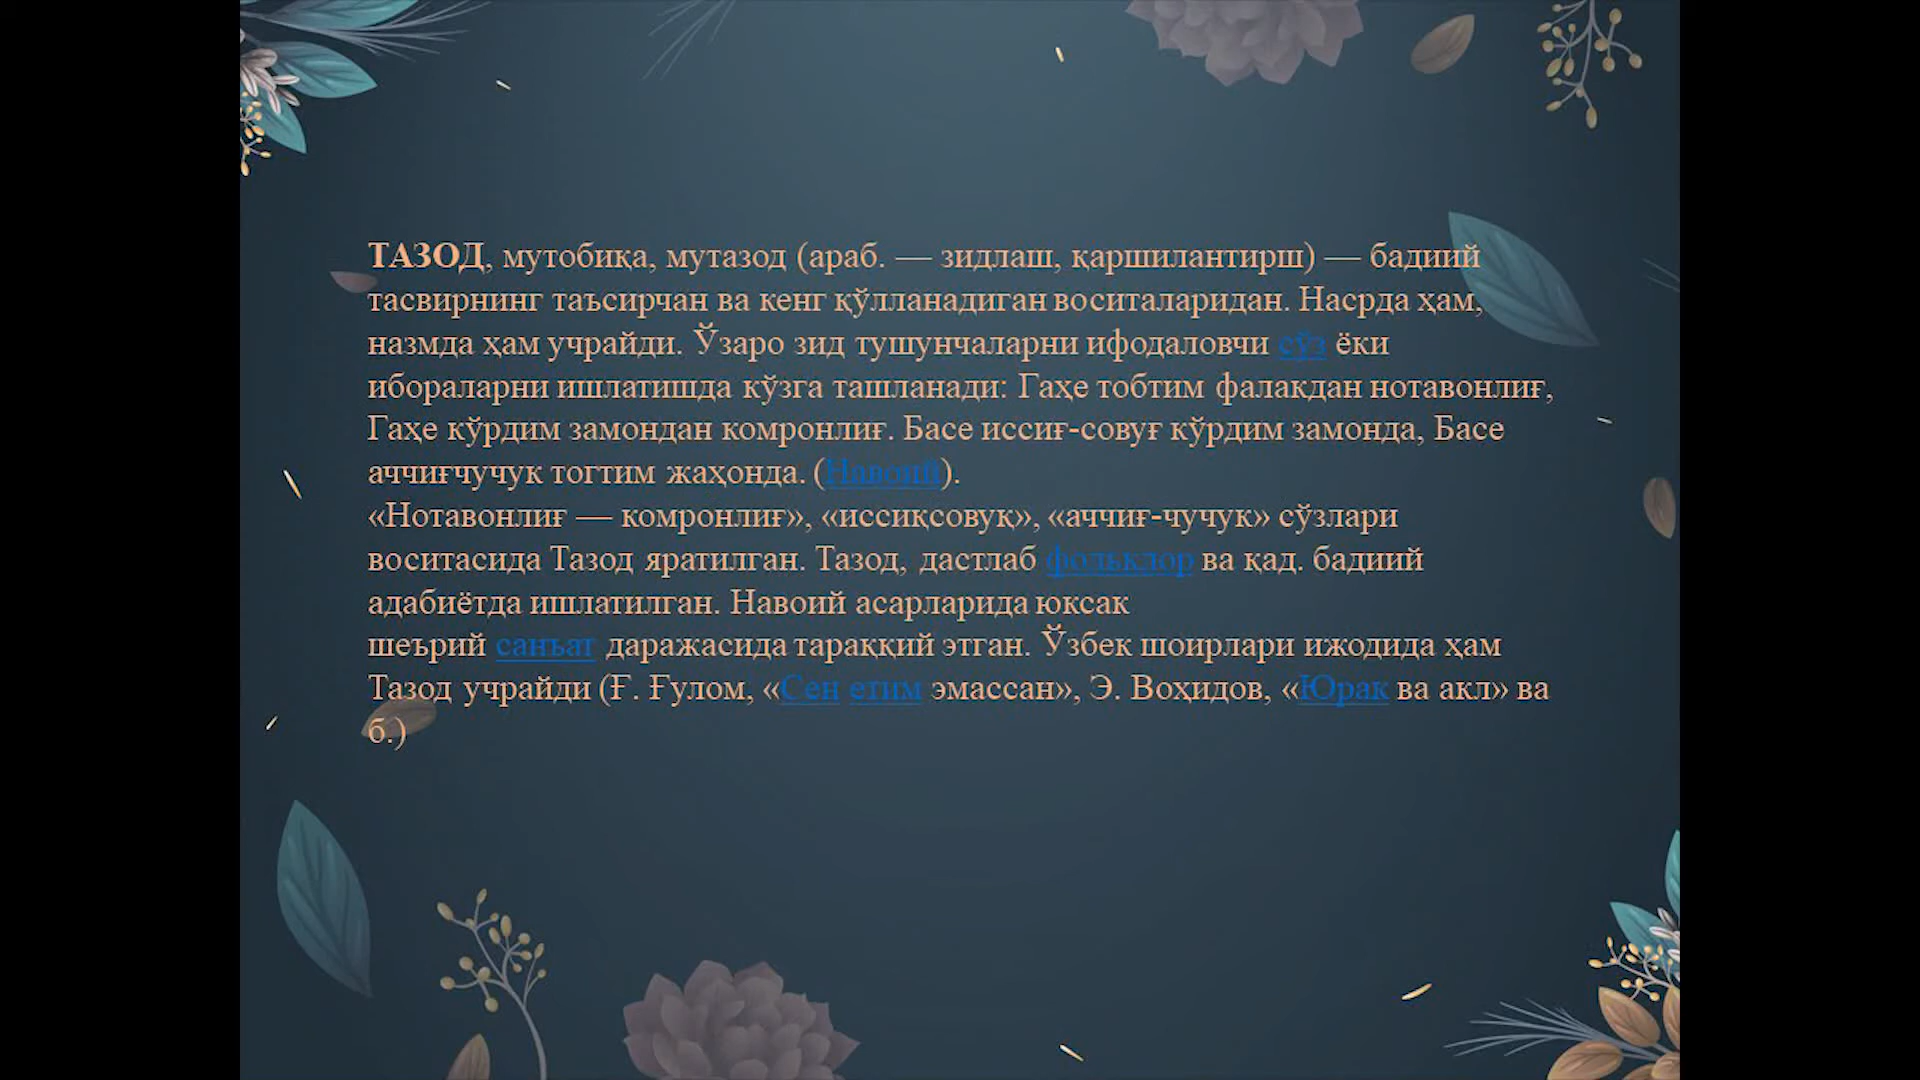 ТАЗОД, мутобиқа, мутазод (араб. — зидлаш, қаршилантирш) — бадиий
тасвирнинг таъсирчан ва кенг қўлланадиган воситаларидан. Насрда ҳам,
назмда ҳам учрайди. Ўзаро зид тушунчаларни ифодаловчи сўз ёки
ибораларни ишлатишда кўзга ташланади: Гаҳе тобтим фалакдан нотавонлиғ,
Гаҳе кўрдим замондан комронлиғ. Басе иссиғ-совуғ кўрдим замонда, Басе
аччиғчучук тогтим жаҳонда. (Навоий).
«Нотавонлиғ — комронлиғ», «иссиқсовуқ», «аччиғ-чучук» сўзлари
воситасида Тазод яратилган. Тазод, дастлаб фольклор ва қад. бадиий
адабиётда ишлатилган. Навоий асарларида юксак
шеърий санъат даражасида тараққий этган. Ўзбек шоирлари ижодида ҳам
Тазод учрайди (Ғ. Ғулом, «Сен етим эмассан», Э. Воҳидов, «Юрак ва акл» ва
б.)